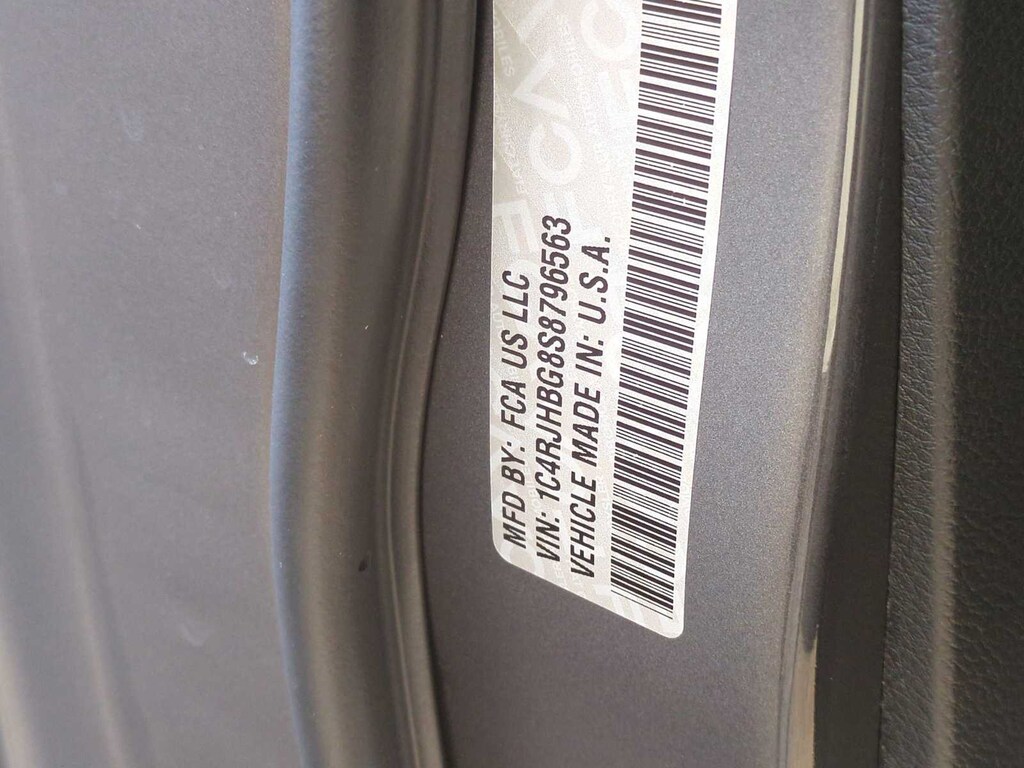 MFD BY: FCA US LLC
VIN: 1C4RJHBG8S8796563
VEHICLE MADE IN: U.S.A.